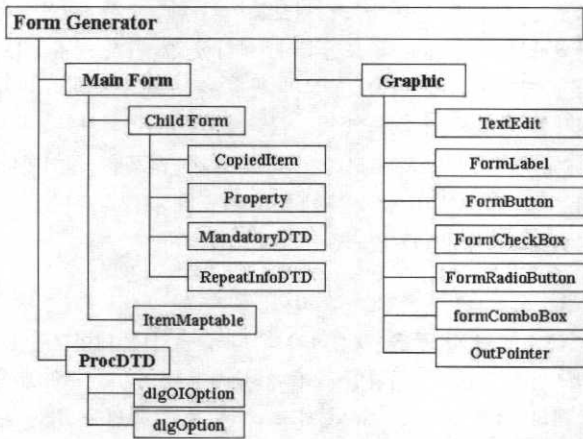 Form Generator
Main Form
Child Form
CopiedItem
Property
MandatoryDTD
RepeatInfoDTD
ItemMaptable
ProcDTD
dlgOIOption
dlgOption
Graphic
TextEdit
FormLabel
FormButton
FormCheckBox
FormRadioButton
formComboBox
OutPointer